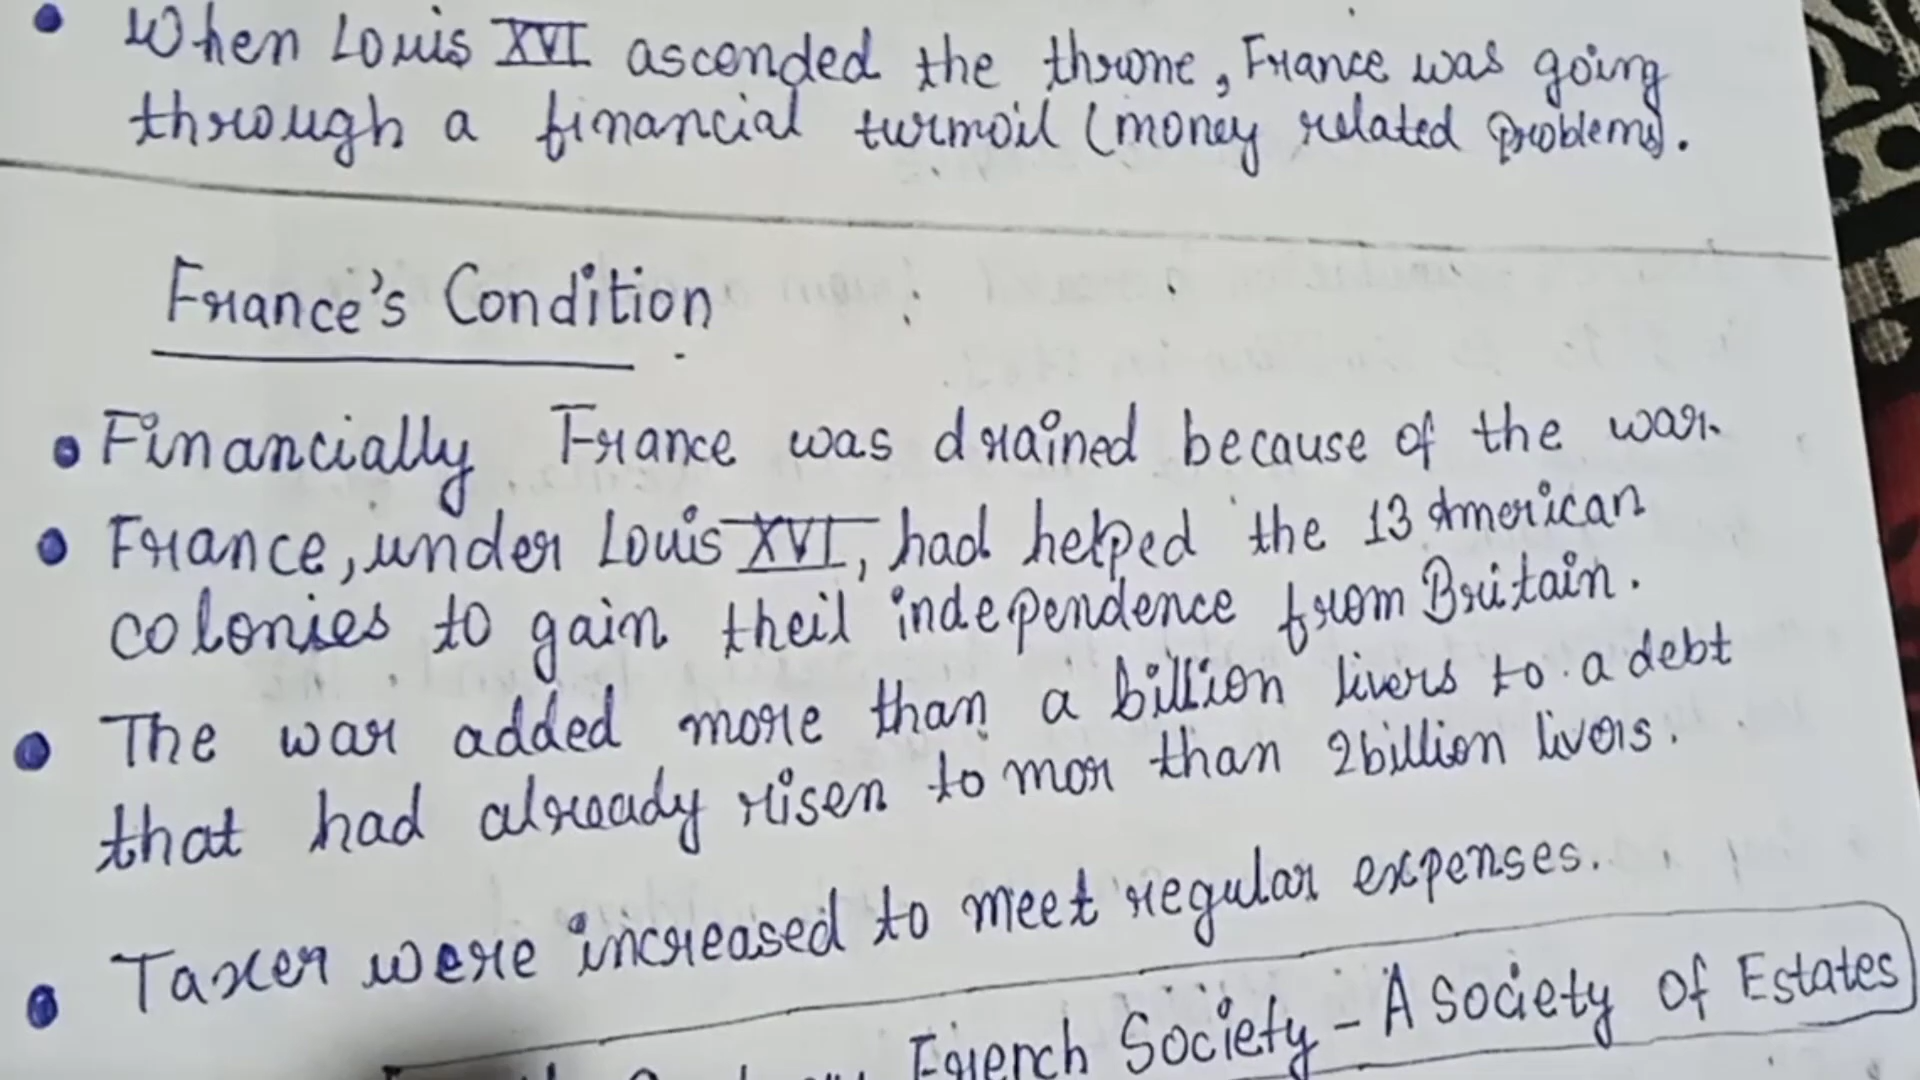 • When Louis XVI ascended the throne, France was going
through a financial turmoil (money related problems).
France's Condition
• Financially France was drained because of the war.
• France, under Louis XVI, had helped the 13 American
colonies to gain their independence from Britain.
• The war added more than a billion livers to a debt
that had already risen to mor than 2billion livers.
• Taxer were increased to meet regular expenses.
French Society - A Society of Estates